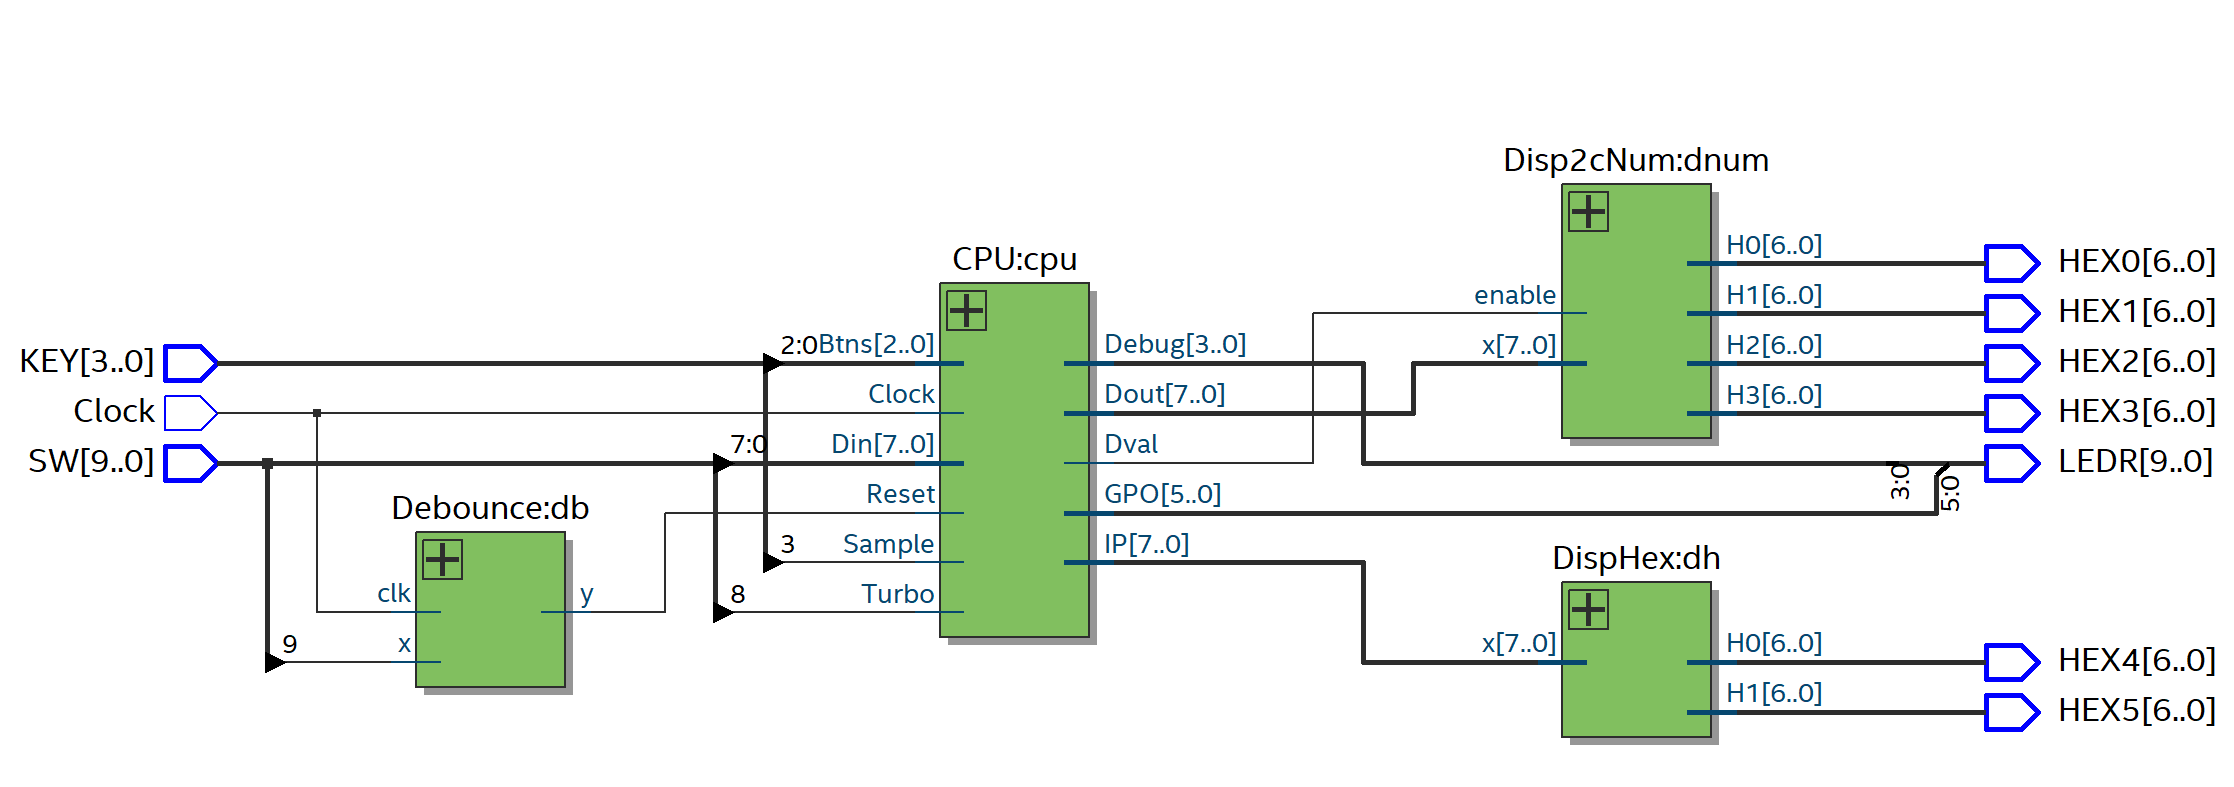 Disp2cNum:dnum
H0[6..0]
HEX0[6..0]
CPU:cpu
enable
H1[6..0]
HEX1[6..0]
KEY[3..0]
2:0
Btns[2..0]
Debug[3..0]
x[7..0]
H2[6..0]
HEX2[6..0]
Clock
Clock
Dout[7..0]
H3[6..0]
HEX3[6..0]
SW[9..0]
7:0
Din[7..0]
Dval
LEDR[9..0]
3:0
5:0
Debounce:db
Reset
GPO[5..0]
3
Sample
IP[7..0]
DispHex:dh
clk
y
8
Turbo
9
x
x[7..0]
H0[6..0]
HEX4[6..0]
H1[6..0]
HEX5[6..0]